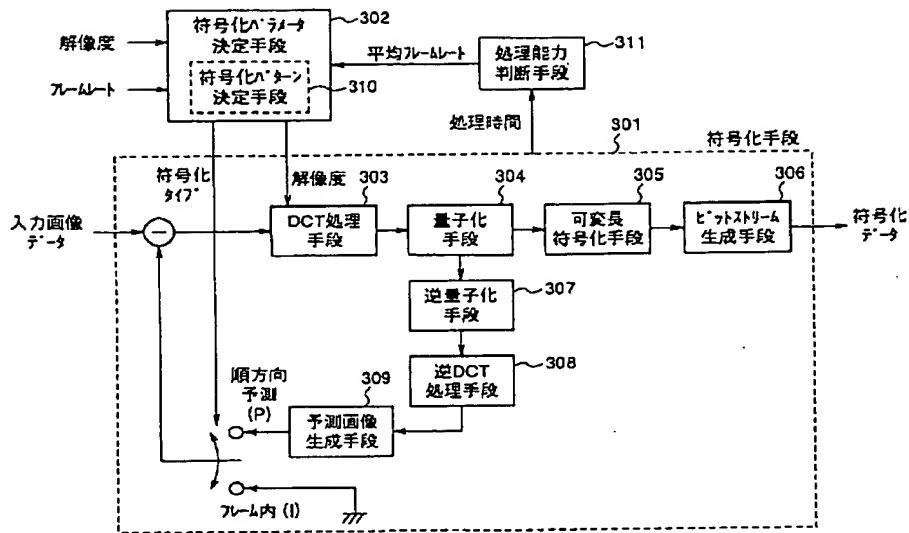 符号化パラメータ
決定手段
302
解像度
フレームレート
符号化パターン
決定手段
310
平均フレームレート
処理能力
判断手段
311
処理時間
301
符号化手段
符号化
タイプ
解像度
303
304
305
306
入力画像
データ
DCT処理
手段
量子化
手段
可変長
符号化手段
ビットストリーム
生成手段
符号化
データ
逆量子化
手段
307
逆DCT
処理手段
308
順方向
予測
(P)
309
予測画像
生成手段
フレーム内 (I)